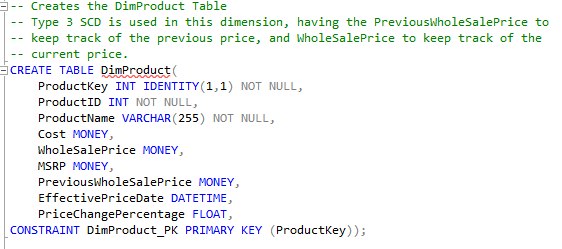 -- Creates the DimProduct Table
-- Type 3 SCD is used in this dimension, having the PreviousWholeSalePrice to
-- keep track of the previous price, and WholeSalePrice to keep track of the
-- current price.
CREATE TABLE DimProduct(
    ProductKey INT IDENTITY(1,1) NOT NULL,
    ProductID INT NOT NULL,
    ProductName VARCHAR(255) NOT NULL,
    Cost MONEY,
    WholeSalePrice MONEY,
    MSRP MONEY,
    PreviousWholeSalePrice MONEY,
    EffectivePriceDate DATETIME,
    PriceChangePercentage FLOAT,
CONSTRAINT DimProduct_PK PRIMARY KEY (ProductKey));